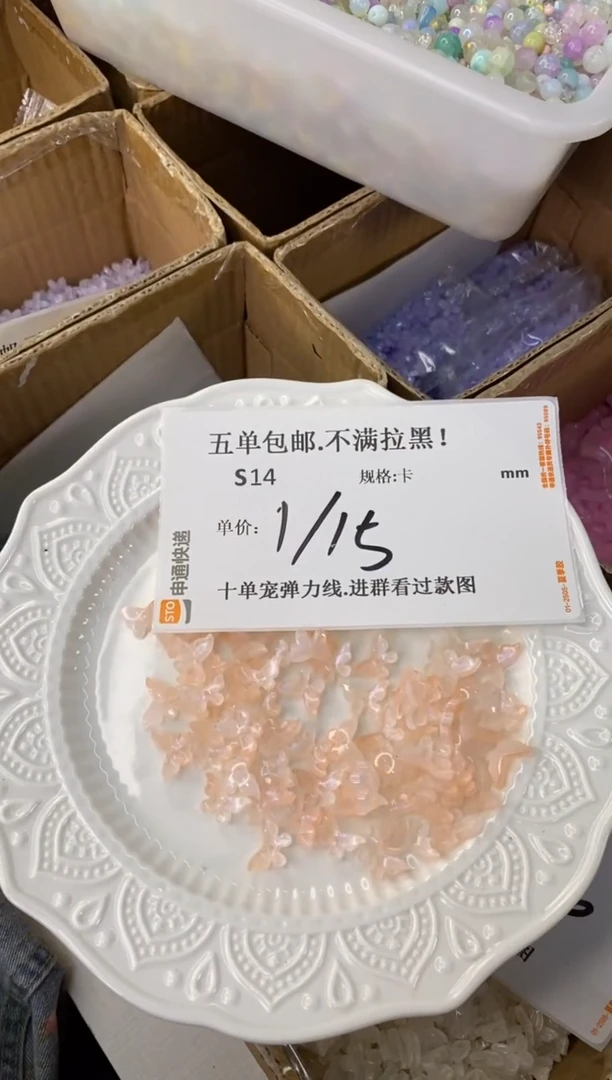 五单包邮.不满拉黑！
S14 规格:卡 mm
单价: 1/15
十单宠弹力线.进群看过款图
STO 申通快递